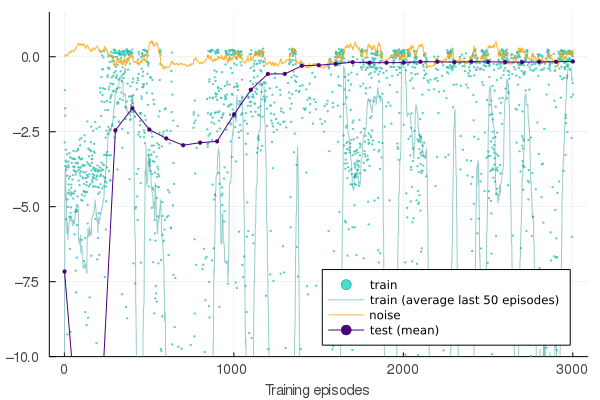 0.0
−2.5
−5.0
−7.5
−10.0
0
1000
2000
3000
Training episodes
train
train (average last 50 episodes)
noise
test (mean)